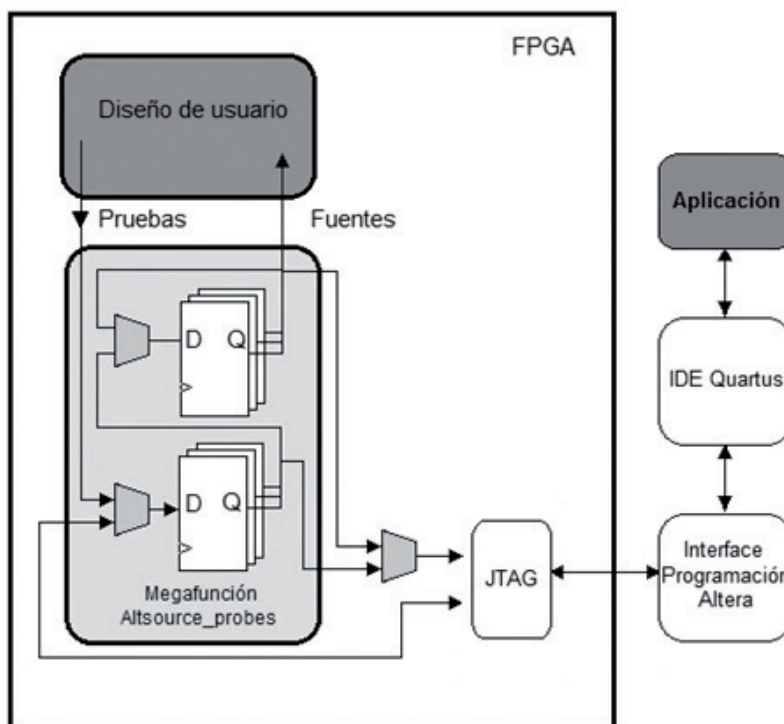 FPGA
Diseño de usuario
Pruebas
Fuentes
D Q
D Q
Megafunción
Altsource_probes
JTAG
Aplicación
IDE Quartus
Interface
Programación
Altera